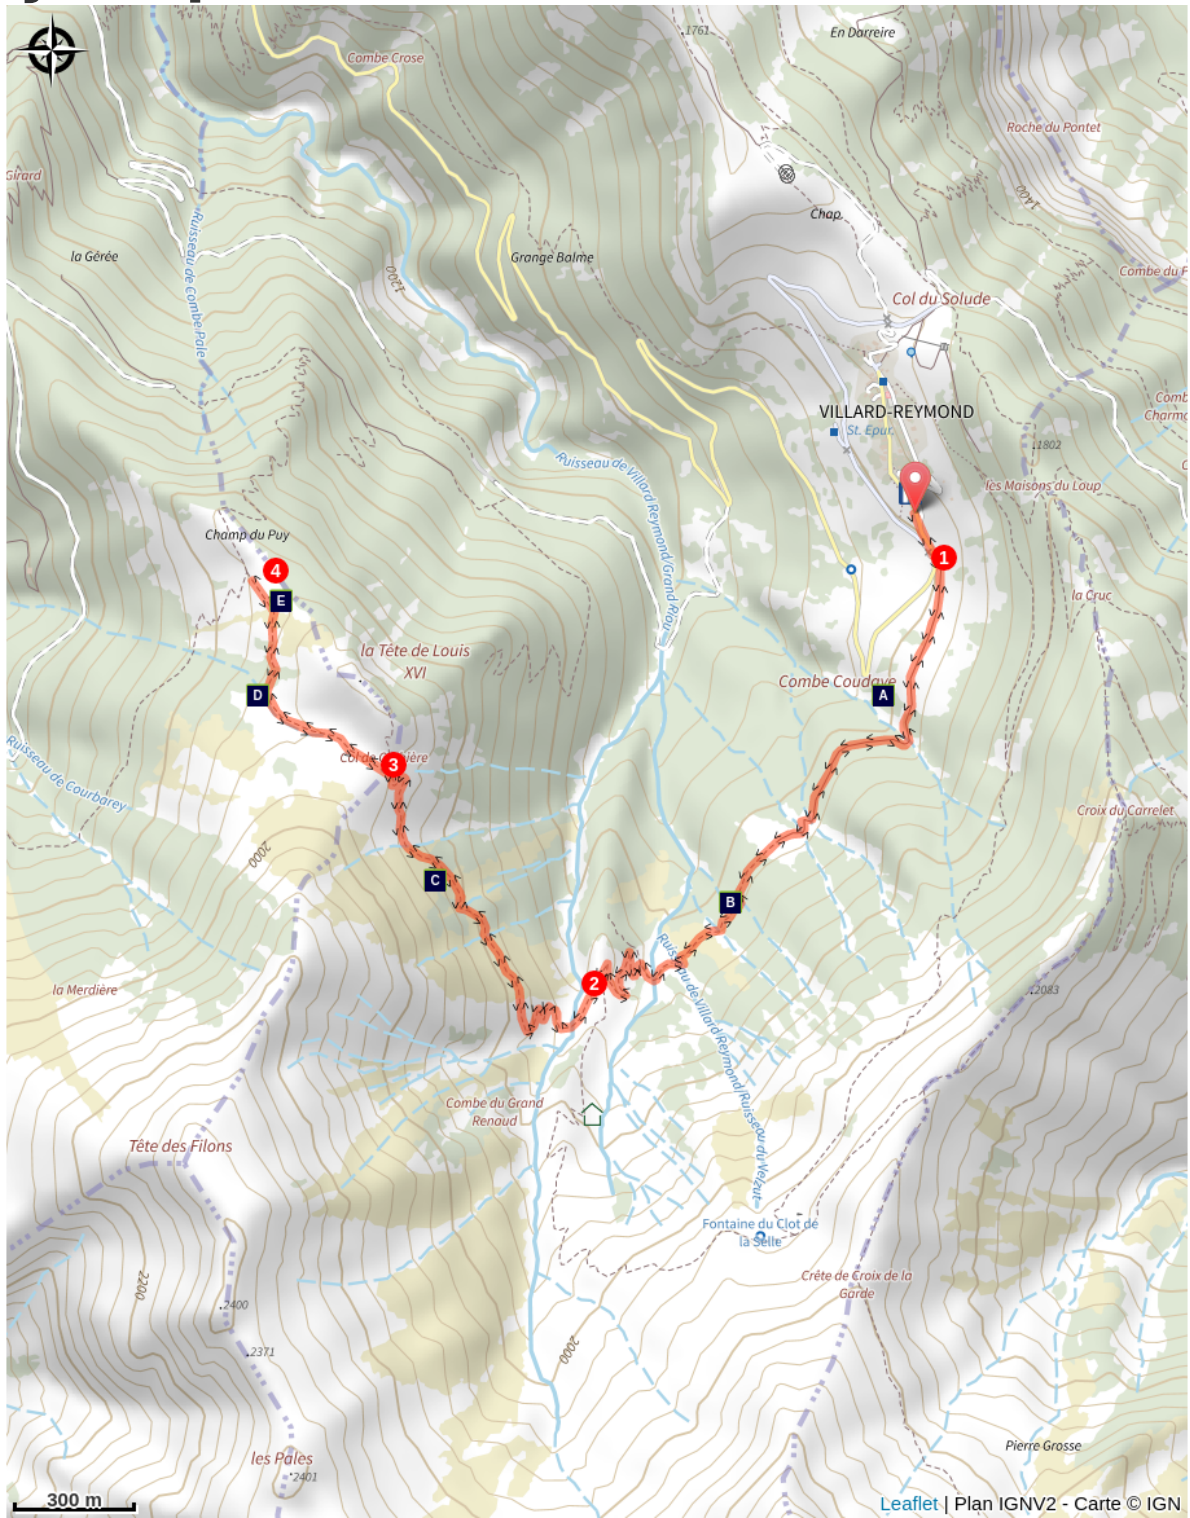 1761
En Darreire
Combe Crose
Roche du Pontet
Girard
1400
Chap.
Ruisseau de Combe Pale
la Gérée
Grange Balme
1200
Combe du F
Col du Solude
VILLARD-REYMOND
St. Epur.
Comb
Charmo
1802
C
Ruisseau de Villard Reymond/Grand Riou
les Maisons du Loup
Champ du Puy
4
1
E
la Cruc
la Tête de Louis
XVI
Combe Coudaye
D
A
Ruisseau de Courbarey
3
Croix du Carrelet
2000
C
B
Ruisseau de Villard Reymond/Ruisseau du Velzut
la Merdière
2
2083
Combe du Grand
Renaud
Tête des Filons
Fontaine du Clot de
la Selle
2200
Crête de Croix de la
Garde
2400
2000
2371
Pierre Grosse
les Pales
2401
300 m
Leaflet | Plan IGNV2 - Carte © IGN